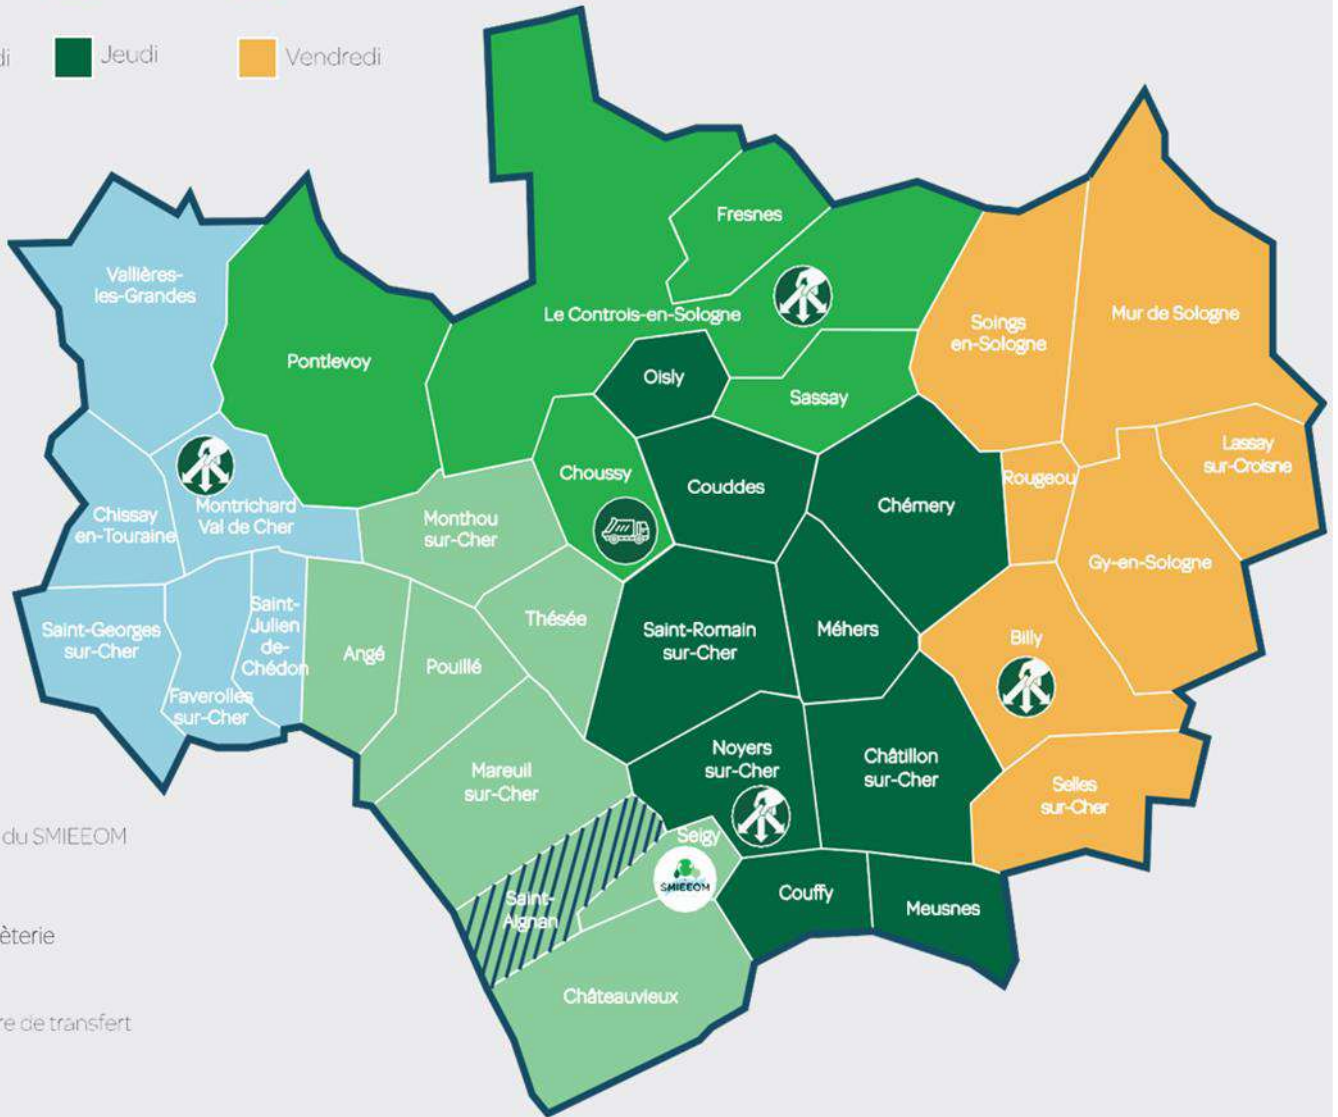 di
Jeudi
Vendredi
Fresnes
Vallières-
les-Grandes
Le Controis-en-Sologne
Soings
en-Sologne
Mur de Sologne
Pontlevoy
Oisly
Sassay
Lassay
sur-Croisne
Choussy
Couddes
Rougeou
Chémery
Montrichard
Val de Cher
Chissay
en-Touraine
Monthou
sur-Cher
Gy-en-Sologne
Saint-
Julien
de-
Chédon
Saint-Georges
sur-Cher
Thésée
Saint-Romain
sur-Cher
Méhers
Billy
Angé
Pouillé
Faverolles
sur-Cher
Noyers
sur-Cher
Châtillon
sur-Cher
Mareuil
sur-Cher
Selles
sur-Cher
du SMIEEOM
Seigy
SMIEEOM
Saint-
Aignan
Couffy
Meusnes
èterie
Châteauvieux
re de transfert